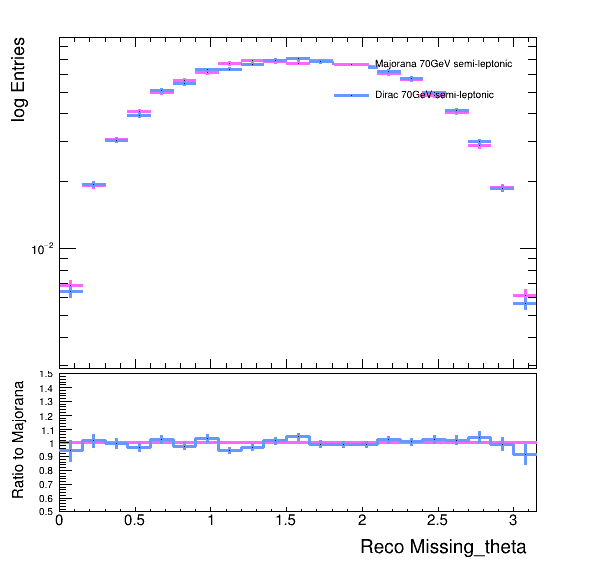 log Entries
Majorana 70GeV semi-leptonic
Dirac 70GeV semi-leptonic
10⁻²
Ratio to Majorana
1.5
1.4
1.3
1.2
1.1
1
0.9
0.8
0.7
0.6
0.5
0 0.5 1 1.5 2 2.5 3
Reco Missing_theta